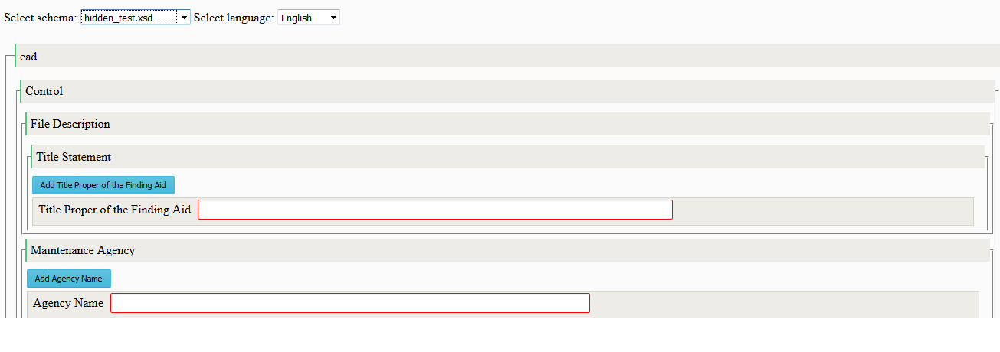 Select schema: hidden_test.xsd Select language: English
ead
Control
File Description
Title Statement
Add Title Proper of the Finding Aid
Title Proper of the Finding Aid
Maintenance Agency
Add Agency Name
Agency Name